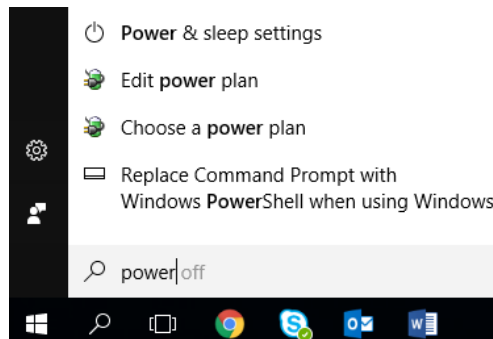 Power & sleep settings
Edit power plan
Choose a power plan
Replace Command Prompt with
Windows PowerShell when using Windows
power off